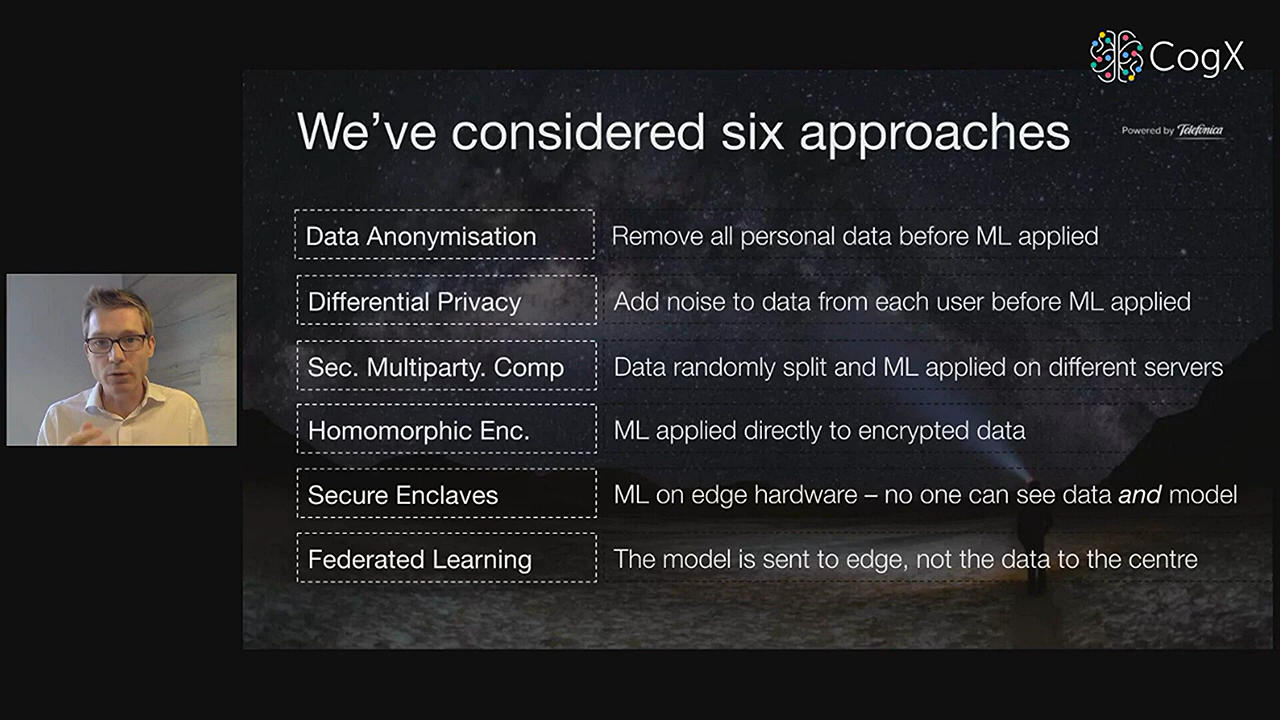 CogX
We've considered six approaches
Powered by Telefónica
Data Anonymisation
Remove all personal data before ML applied
Differential Privacy
Add noise to data from each user before ML applied
Sec. Multiparty. Comp
Data randomly split and ML applied on different servers
Homomorphic Enc.
ML applied directly to encrypted data
Secure Enclaves
ML on edge hardware – no one can see data and model
Federated Learning
The model is sent to edge, not the data to the centre